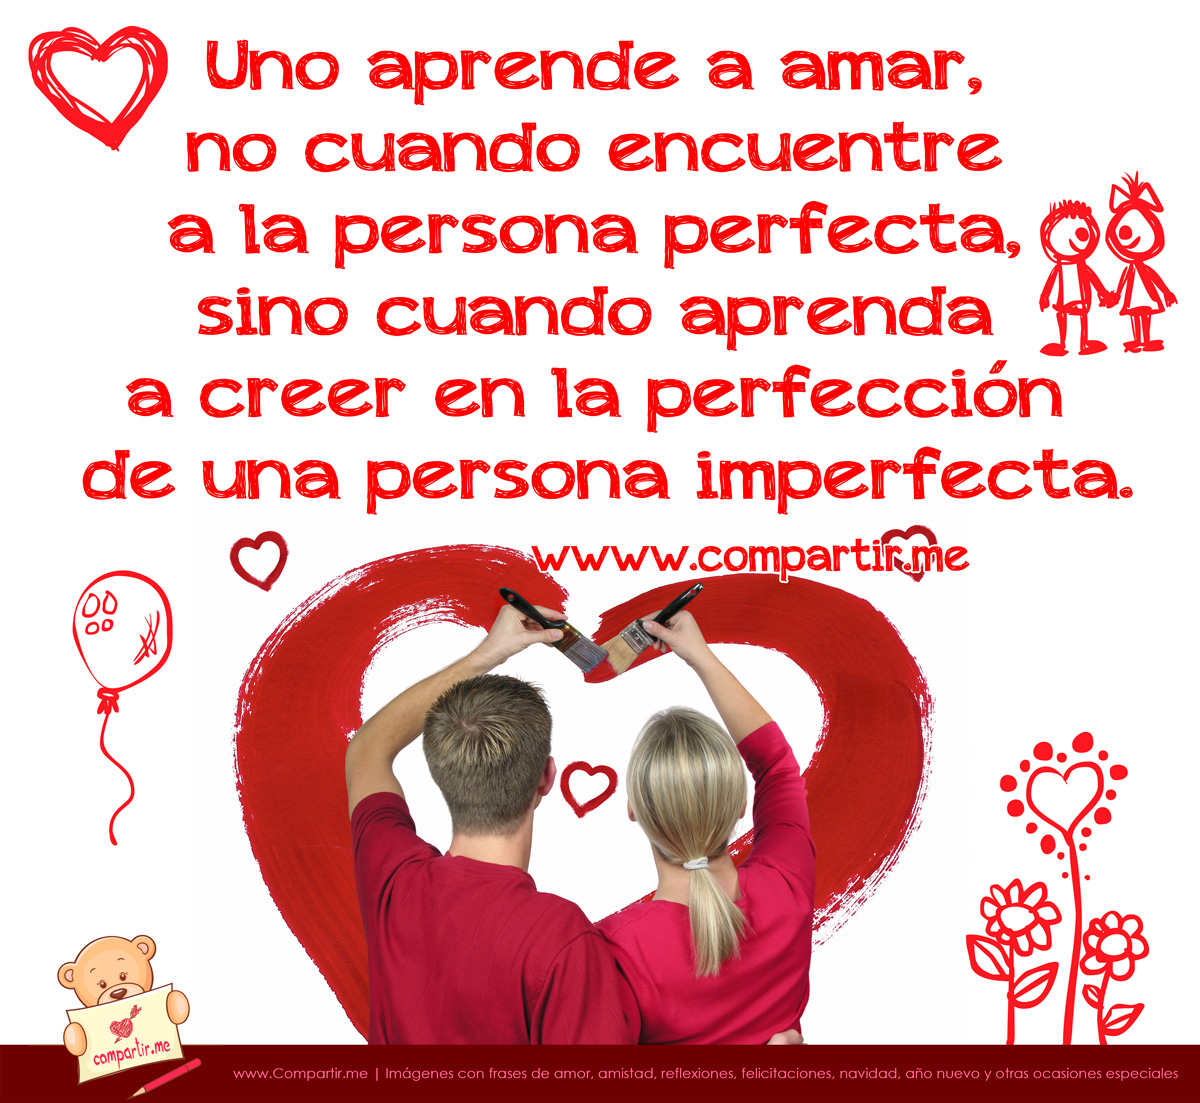 Uno aprende a amar,
no cuando encuentre
a la persona perfecta,
sino cuando aprenda
a creer en la perfección
de una persona imperfecta.
www.compartir.me
compartir.me
www.Compartir.me | Imágenes con frases de amor, amistad, reflexiones, felicitaciones, navidad, año nuevo y otras ocasiones especiales